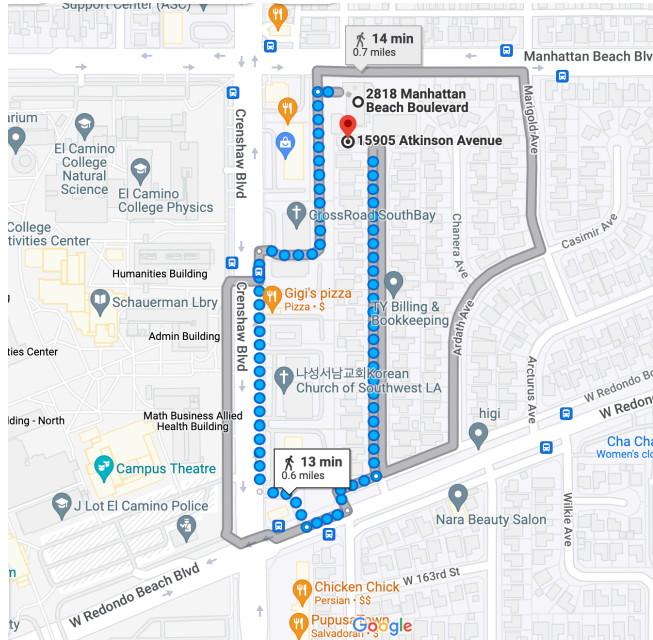 Support Center (ASC)
14 min
0.7 miles
Manhattan Beach Blv
2818 Manhattan
Beach Boulevard
15905 Atkinson Avenue
Marigold Ave
Crenshaw Blvd
arium
El Camino
College
Natural
Science
El Camino
College Physics
College
tivities Center
CrossRoad SouthBay
Chanera Ave
Casimir Ave
Humanities Building
Schauerman Lbry
Gigi's pizza
Pizza • $
Crenshaw Blvd
TY Billing &
Bookkeeping
Ardath Ave
Admin Building
ties Center
나성서남교회Korean
Church of Southwest LA
Arcturus Ave
W Redondo Be
W Redondo
Math Business Allied
Health Building
lding - North
higi
Cha Cha
Women's clo
Campus Theatre
13 min
0.6 miles
J Lot El Camino Police
Nara Beauty Salon
Wilkie Ave
W Redondo Beach Blvd
W 163rd St
Chicken Chick
Persian • $$
Pupusa Town
Salvadoran • $
Google
m
ty